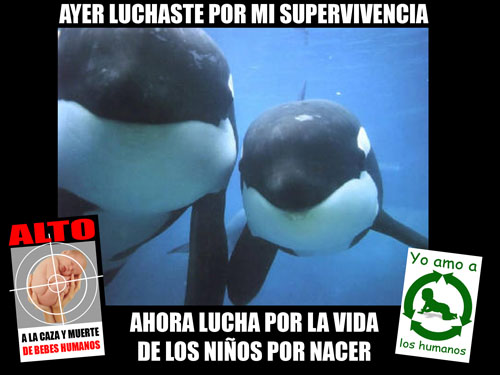 AYER LUCHASTE POR MI SUPERVIVENCIA
ALTO
A LA CAZA Y MUERTE
DE BEBES HUMANOS
Yo amo a
los humanos
AHORA LUCHA POR LA VIDA
DE LOS NIÑOS POR NACER